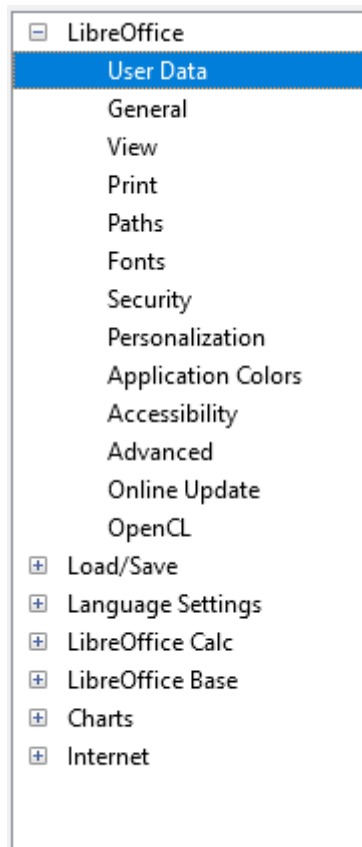 LibreOffice
User Data
General
View
Print
Paths
Fonts
Security
Personalization
Application Colors
Accessibility
Advanced
Online Update
OpenCL
Load/Save
Language Settings
LibreOffice Calc
LibreOffice Base
Charts
Internet